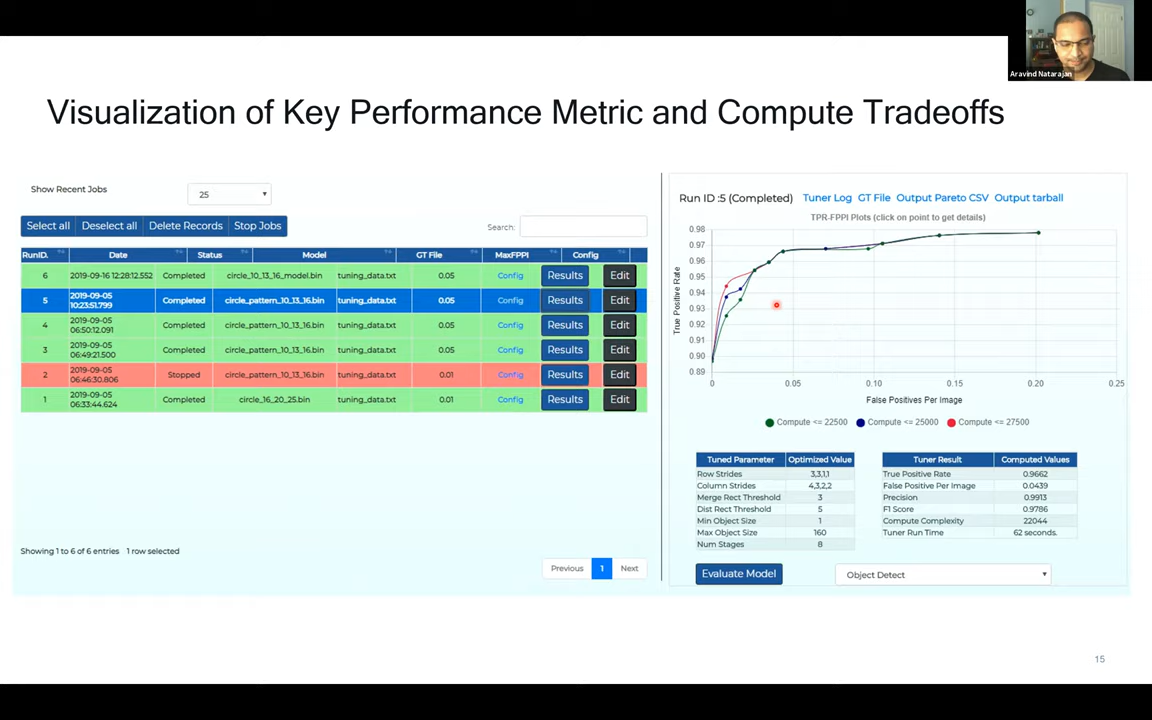 Aravind Natarajan
Visualization of Key Performance Metric and Compute Tradeoffs
Show Recent Jobs
25
Select all Deselect all Delete Records Stop Jobs
Search:
RunID. Date Status Model GT File MaxFPPI Config
6 2019-09-16 12:28:12.552 Completed circle_10_13_16_model.bin tuning_data.txt 0.05 Config Results Edit
5 2019-09-05 10:23:51.799 Completed circle_pattern_10_13_16.bin tuning_data.txt 0.05 Config Results Edit
4 2019-09-05 06:50:12.091 Completed circle_pattern_10_13_16.bin tuning_data.txt 0.05 Config Results Edit
3 2019-09-05 06:49:21.500 Completed circle_pattern_10_13_16.bin tuning_data.txt 0.05 Config Results Edit
2 2019-09-05 06:46:30.806 Stopped circle_pattern_10_13_16.bin tuning_data.txt 0.01 Config Results Edit
1 2019-09-05 06:33:44.624 Completed circle_16_20_25.bin tuning_data.txt 0.01 Config Results Edit
Showing 1 to 6 of 6 entries 1 row selected
Previous 1 Next
Run ID :5 (Completed) Tuner Log GT File Output Pareto CSV Output tarball
TPR-FPPI Plots (click on point to get details)
True Positive Rate
0.98
0.97
0.96
0.95
0.94
0.93
0.92
0.91
0.90
0.89
0 0.05 0.10 0.15 0.20 0.25
False Positives Per Image
Compute <= 22500 Compute <= 25000 Compute <= 27500
Tuned Parameter Optimized Value
Row Strides 3,3,1,1
Column Strides 4,3,2,2
Merge Rect Threshold 3
Dist Rect Threshold 5
Min Object Size 1
Max Object Size 160
Num Stages 8
Tuner Result Computed Values
True Positive Rate 0.9662
False Positive Per Image 0.0439
Precision 0.9913
F1 Score 0.9786
Compute Complexity 22044
Tuner Run Time 62 seconds.
Evaluate Model
Object Detect
15